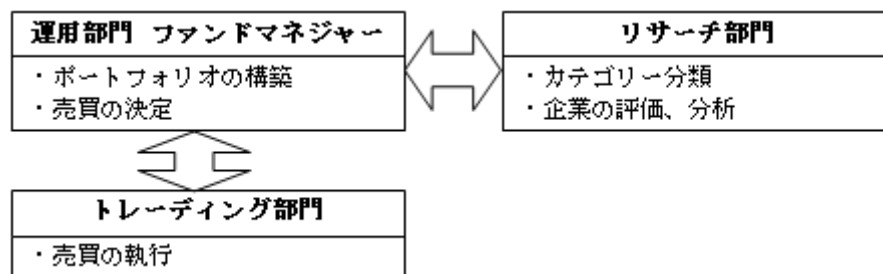 運用部門 ファンドマネジャー
・ポートフォリオの構築
・売買の決定
リサーチ部門
・カテゴリー分類
・企業の評価、分析
トレーディング部門
・売買の執行